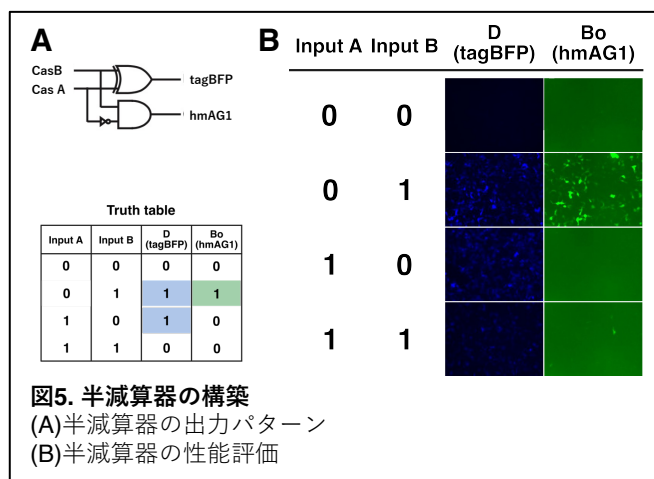 A
CasB
Cas A
tagBFP
hmAG1
Truth table
Input A Input B D (tagBFP) Bo (hmAG1)
0 0 0 0
0 1 1 1
1 0 1 0
1 1 0 0
B
Input A Input B D (tagBFP) Bo (hmAG1)
0 0
0 1
1 0
1 1
図5. 半減算器の構築
(A)半減算器の出力パターン
(B)半減算器の性能評価